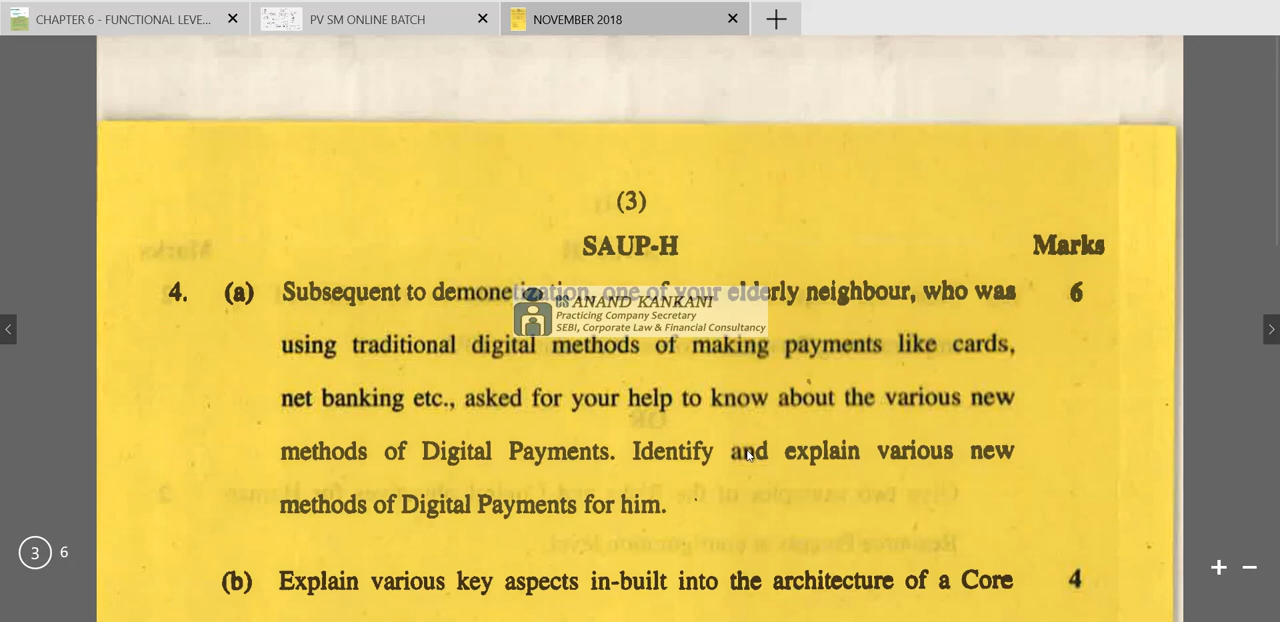 CHAPTER 6 - FUNCTIONAL LEVE...
PV SM ONLINE BATCH
NOVEMBER 2018
(3)
SAUP-H
Marks
4. (a) Subsequent to demonetization, one of your elderly neighbour, who was 6
CS ANAND KANKANI
Practicing Company Secretary
SEBI, Corporate Law & Financial Consultancy
using traditional digital methods of making payments like cards,
net banking etc., asked for your help to know about the various new
methods of Digital Payments. Identify and explain various new
methods of Digital Payments for him.
3 6
(b) Explain various key aspects in-built into the architecture of a Core 4